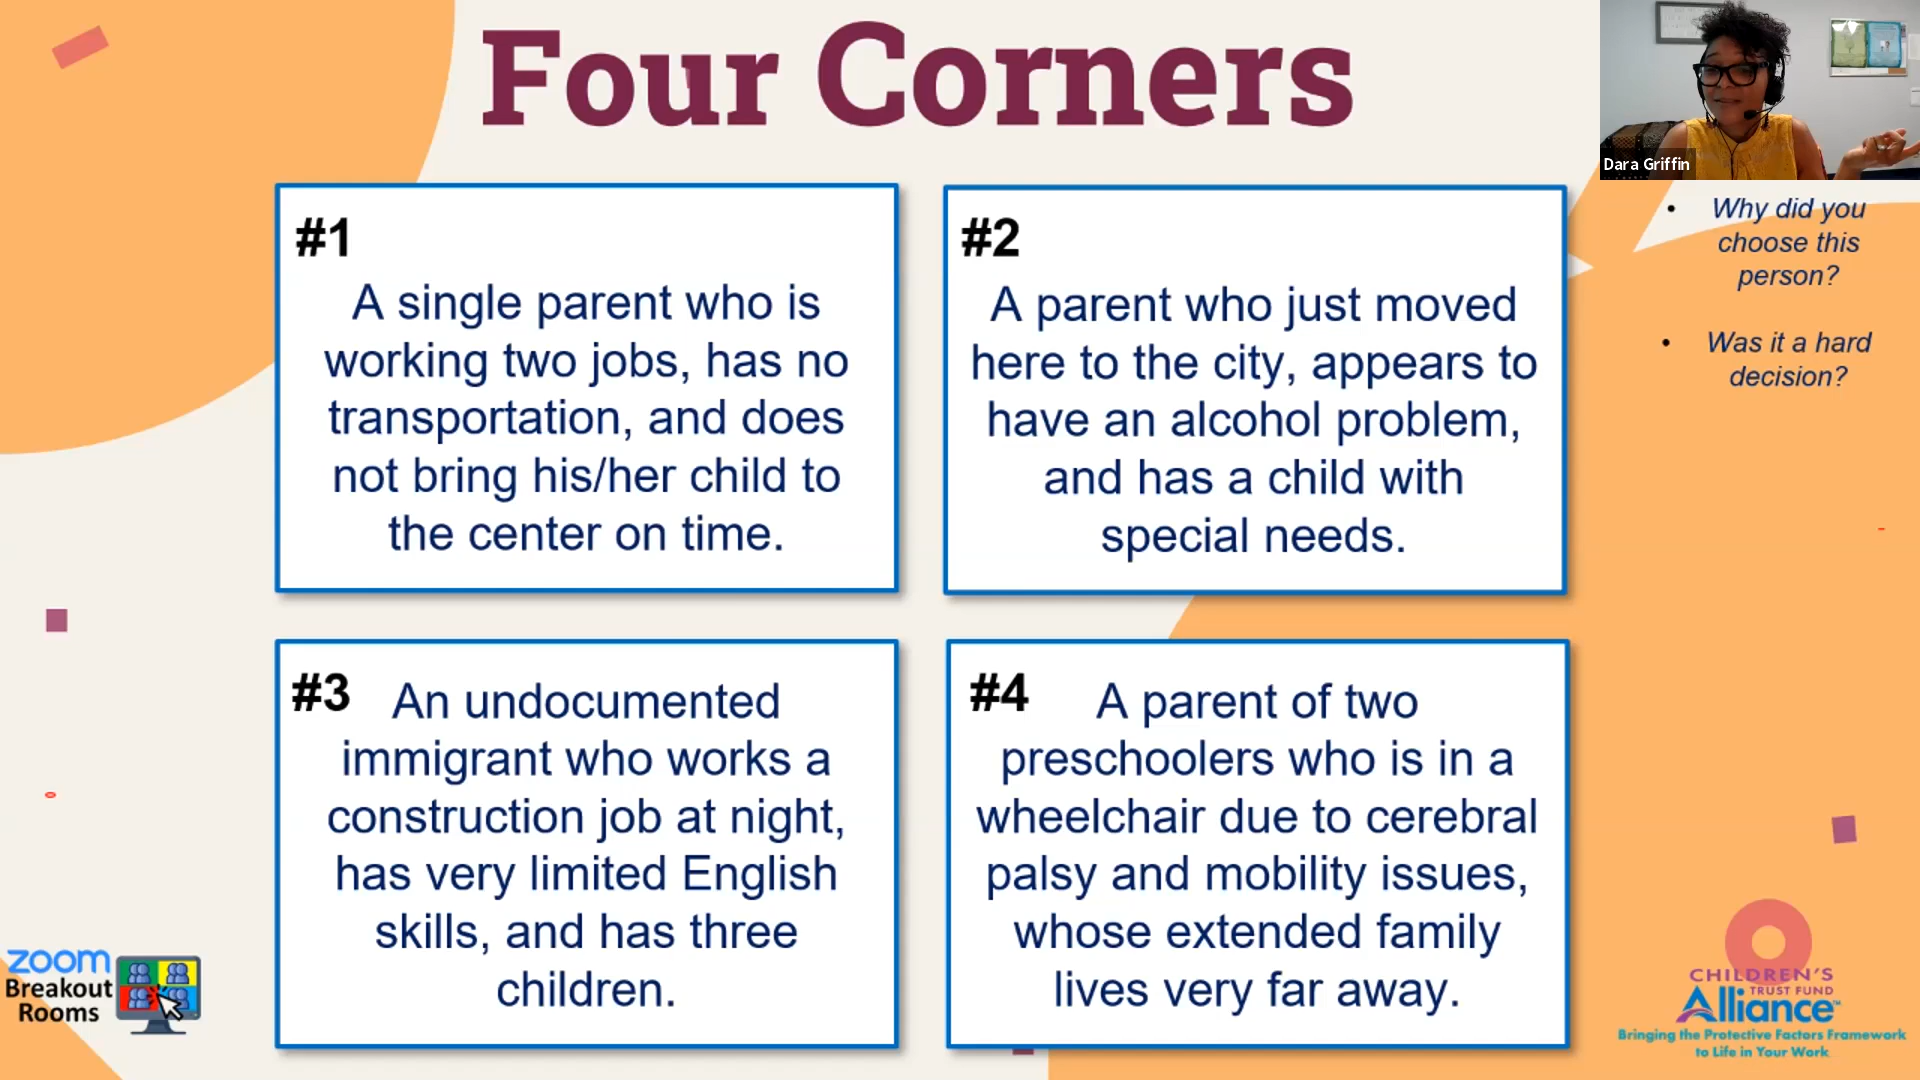 Four Corners
Dara Griffin
#1
A single parent who is
working two jobs, has no
transportation, and does
not bring his/her child to
the center on time.
#2
A parent who just moved
here to the city, appears to
have an alcohol problem,
and has a child with
special needs.
• Why did you
choose this
person?
• Was it a hard
decision?
#3 An undocumented
immigrant who works a
construction job at night,
has very limited English
skills, and has three
children.
#4 A parent of two
preschoolers who is in a
wheelchair due to cerebral
palsy and mobility issues,
whose extended family
lives very far away.
zoom
Breakout
Rooms
CHILDREN'S
TRUST FUND
Alliance™
Bringing the Protective Factors Framework
to Life in Your Work